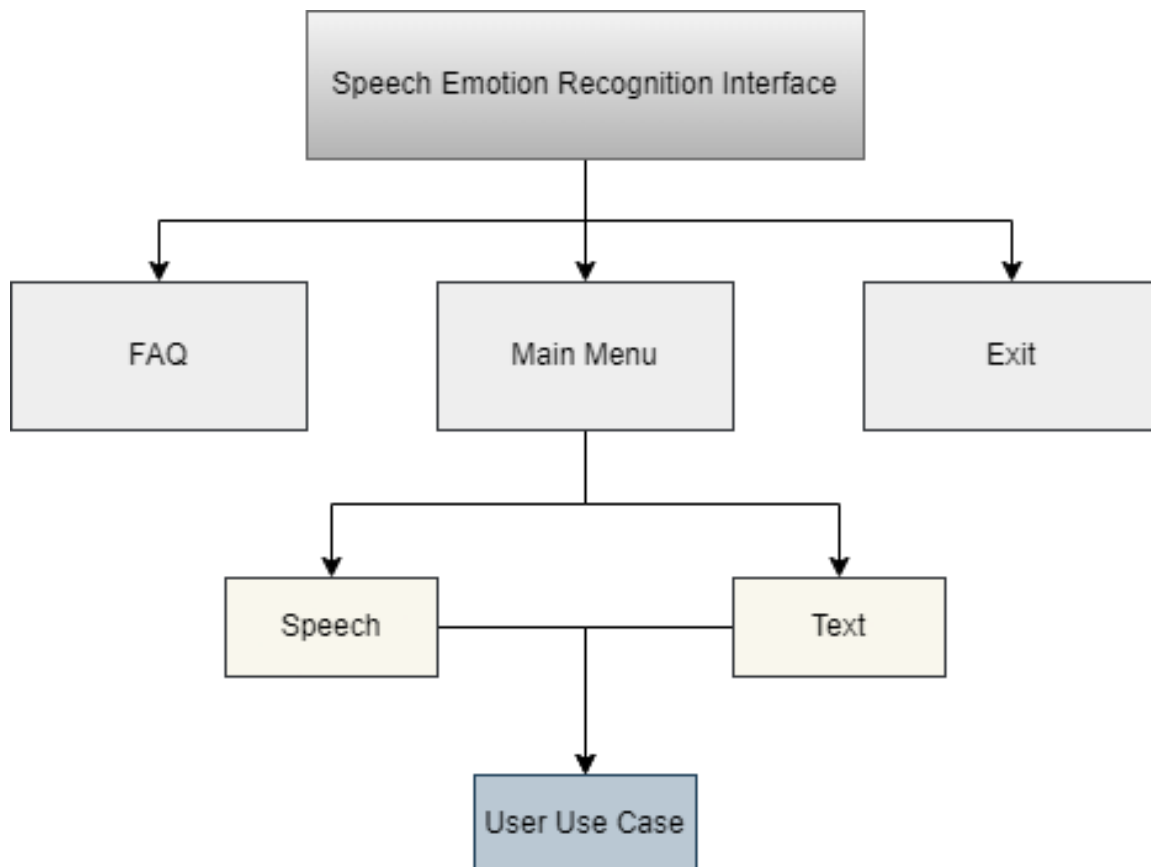 Speech Emotion Recognition Interface
FAQ
Main Menu
Exit
Speech
Text
User Use Case